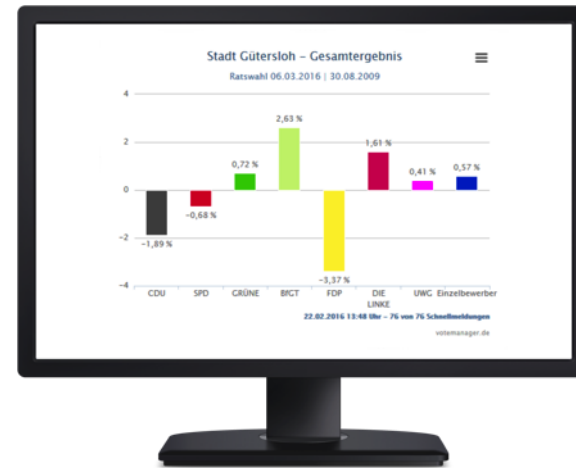 Stadt Gütersloh – Gesamtergebnis
Ratswahl 06.03.2016 | 30.08.2009
4
2
0
−2
−4
−1,89 %
−0,68 %
0,72 %
2,63 %
−3,37 %
1,61 %
0,41 %
0,57 %
CDU SPD GRÜNE BfGT FDP DIE LINKE UWG Einzelbewerber
22.02.2016 13:48 Uhr – 76 von 76 Schnellmeldungen
votemanager.de